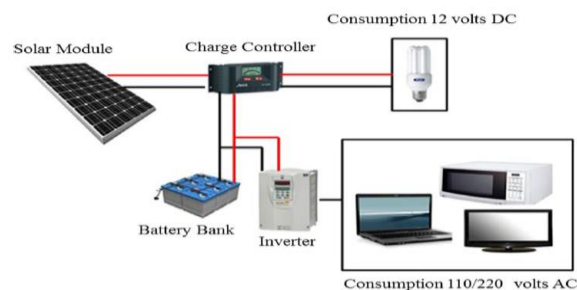 Consumption 12 volts DC
Solar Module
Charge Controller
Battery Bank
Inverter
Consumption 110/220 volts AC